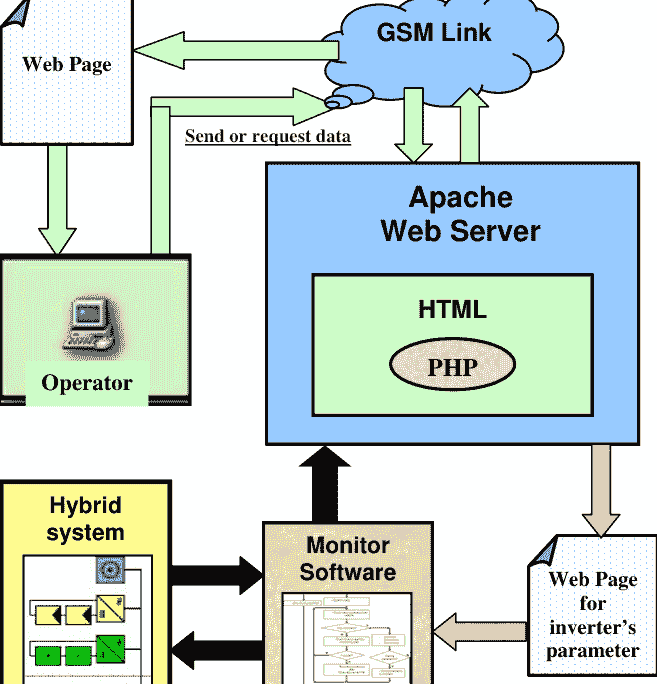 GSM Link
Web Page
Send or request data
Apache
Web Server
HTML
PHP
Operator
Hybrid
system
Monitor
Software
Web Page
for
inverter's
parameter